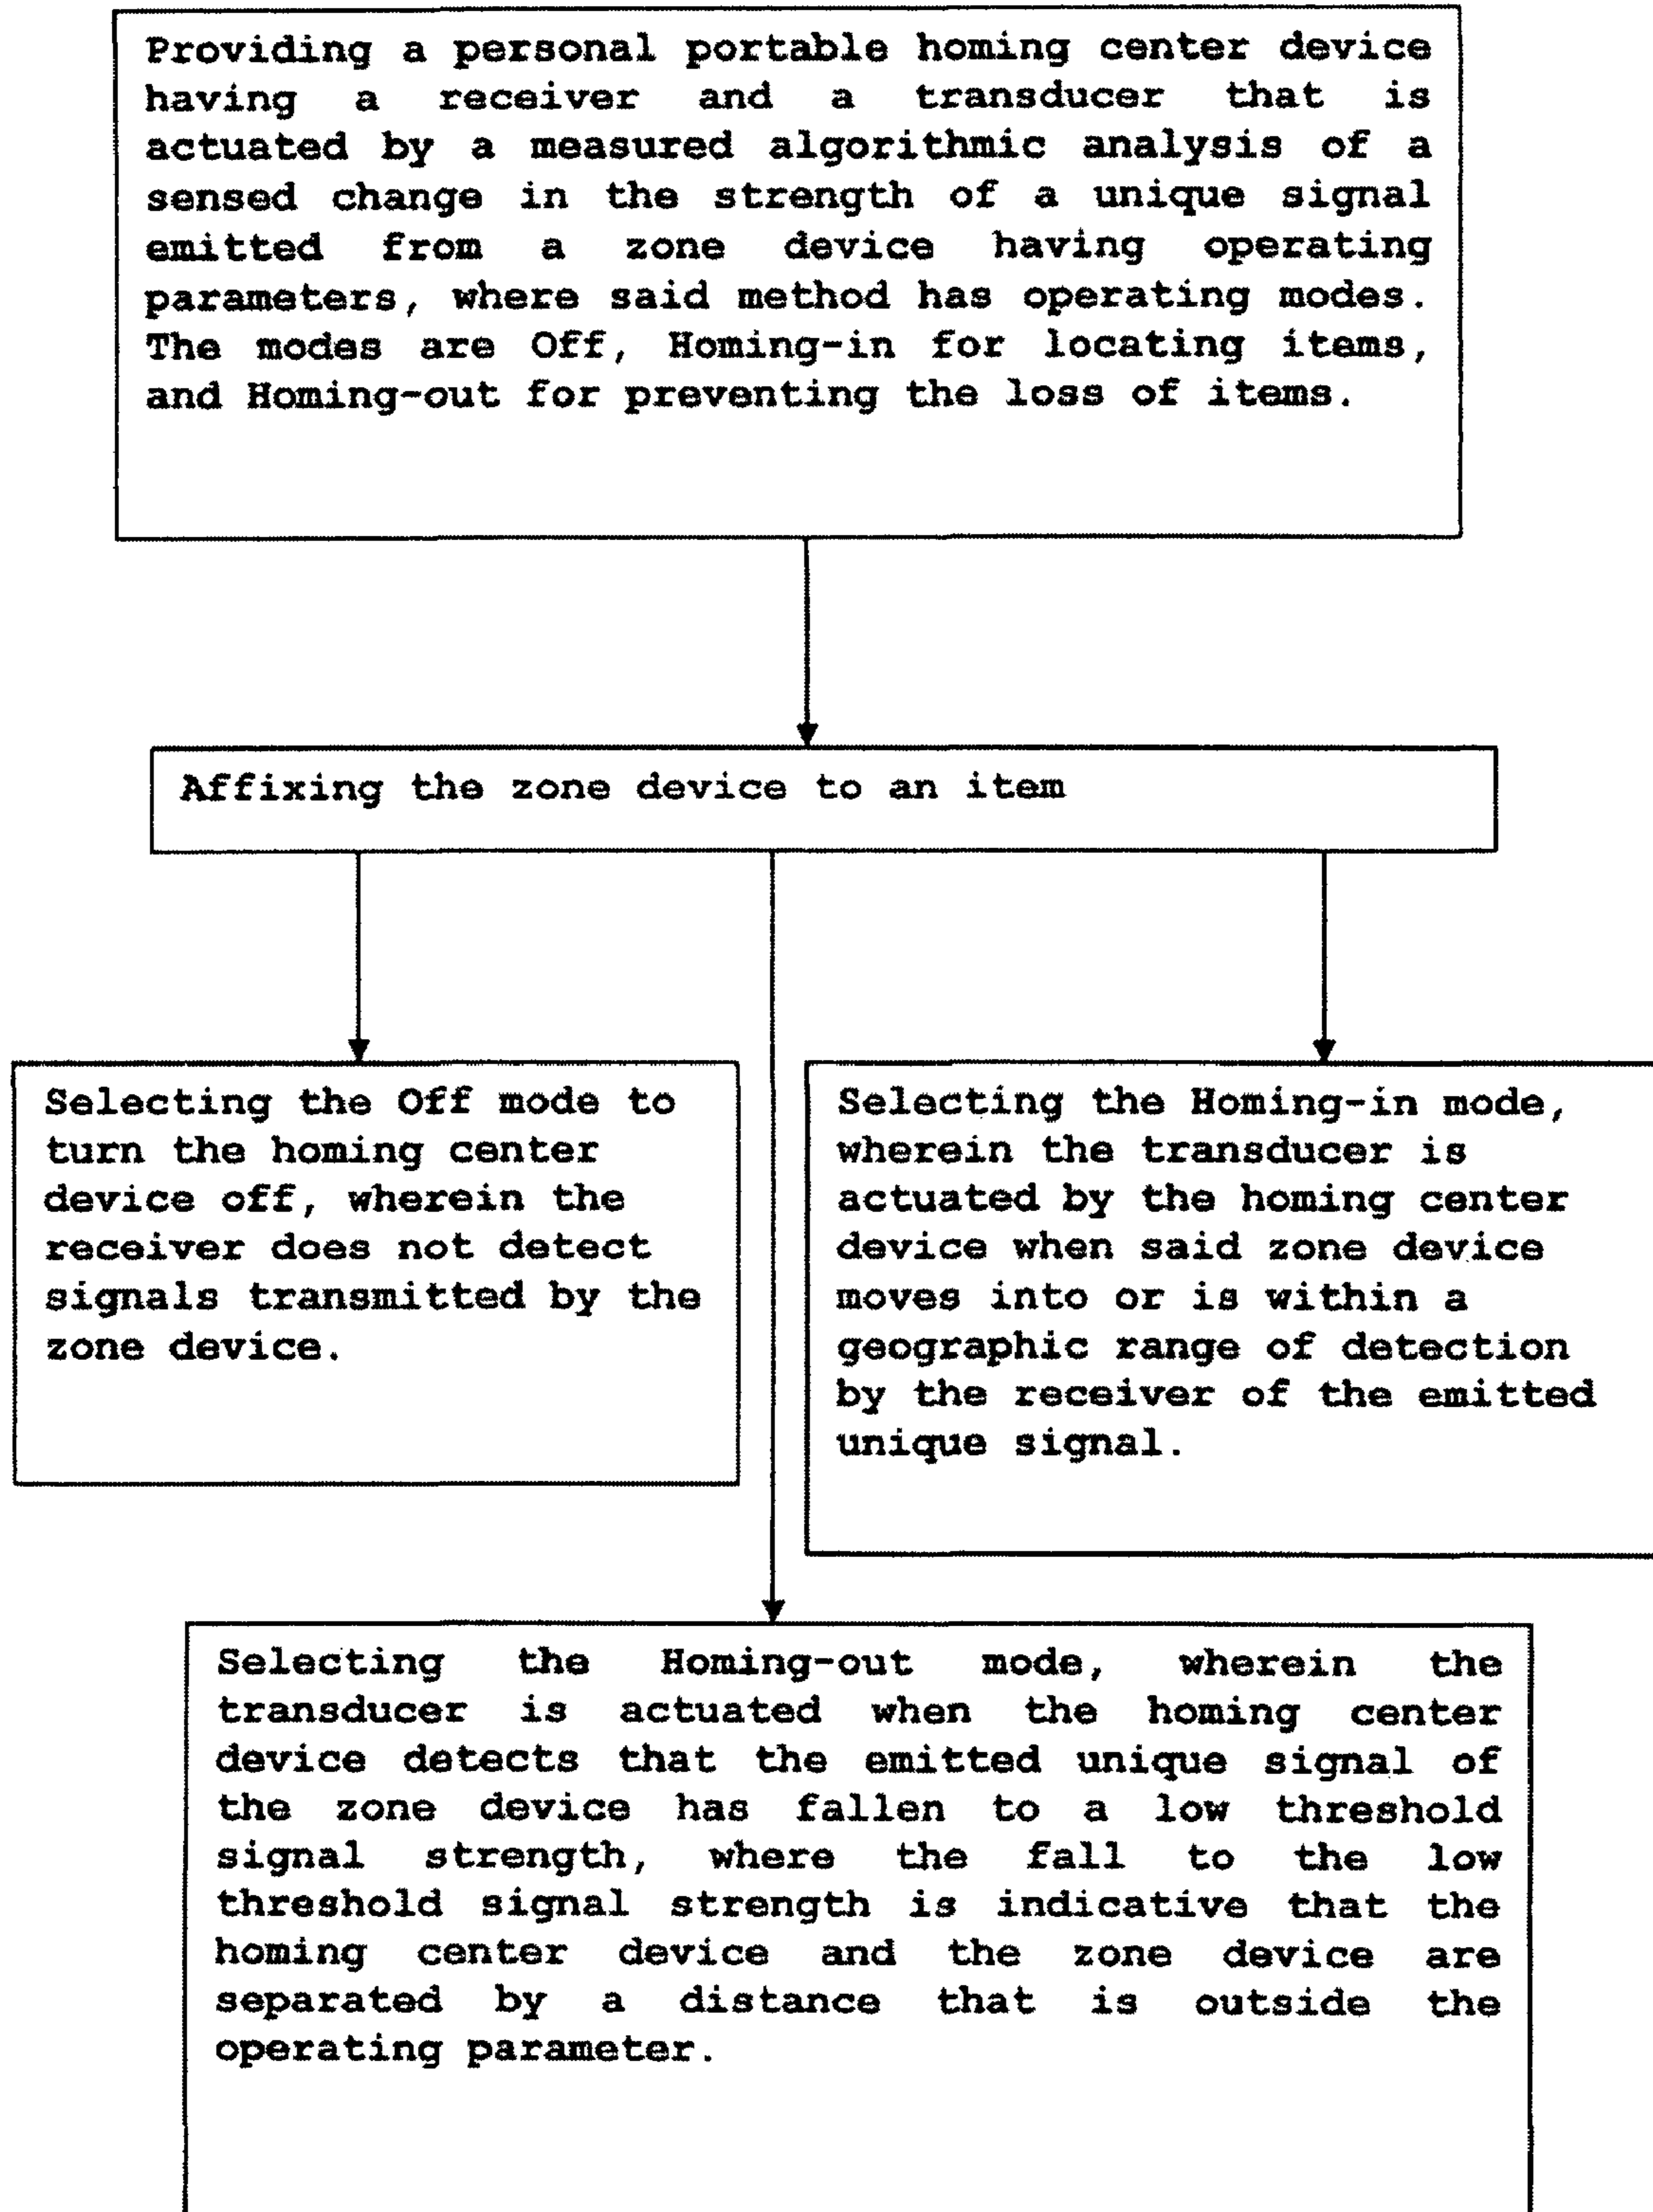 Providing a personal portable homing center device
having a receiver and a transducer that is
actuated by a measured algorithmic analysis of a
sensed change in the strength of a unique signal
emitted from a zone device having operating
parameters, where said method has operating modes.
The modes are Off, Homing-in for locating items,
and Homing-out for preventing the loss of items.
Affixing the zone device to an item
Selecting the Off mode to
turn the homing center
device off, wherein the
receiver does not detect
signals transmitted by the
zone device.
Selecting the Homing-in mode,
wherein the transducer is
actuated by the homing center
device when said zone device
moves into or is within a
geographic range of detection
by the receiver of the emitted
unique signal.
Selecting the Homing-out mode, wherein the
transducer is actuated when the homing center
device detects that the emitted unique signal of
the zone device has fallen to a low threshold
signal strength, where the fall to the low
threshold signal strength is indicative that the
homing center device and the zone device are
separated by a distance that is outside the
operating parameter.